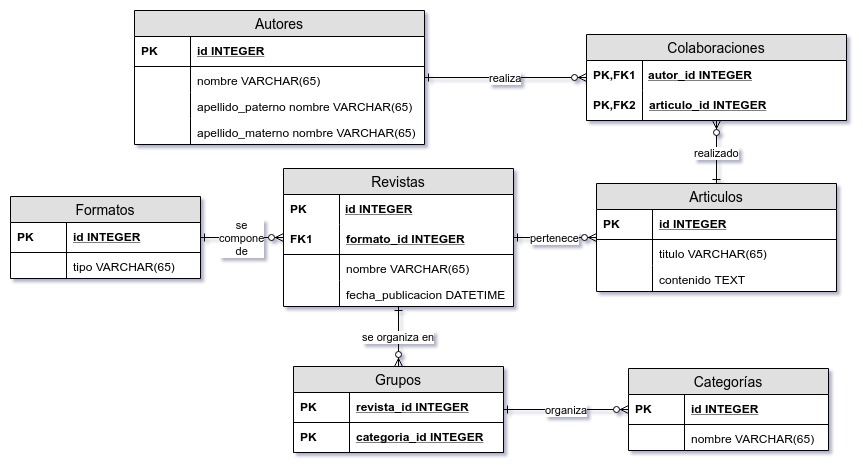 Autores
PK id INTEGER
nombre VARCHAR(65)
apellido_paterno nombre VARCHAR(65)
apellido_materno nombre VARCHAR(65)
realiza
Colaboraciones
PK,FK1 autor_id INTEGER
PK,FK2 articulo_id INTEGER
realizado
Formatos
PK id INTEGER
tipo VARCHAR(65)
se
compone
de
Revistas
PK id INTEGER
FK1 formato_id INTEGER
nombre VARCHAR(65)
fecha_publicacion DATETIME
pertenece
Articulos
PK id INTEGER
titulo VARCHAR(65)
contenido TEXT
se organiza en
Grupos
PK revista_id INTEGER
PK categoria_id INTEGER
organiza
Categorías
PK id INTEGER
nombre VARCHAR(65)